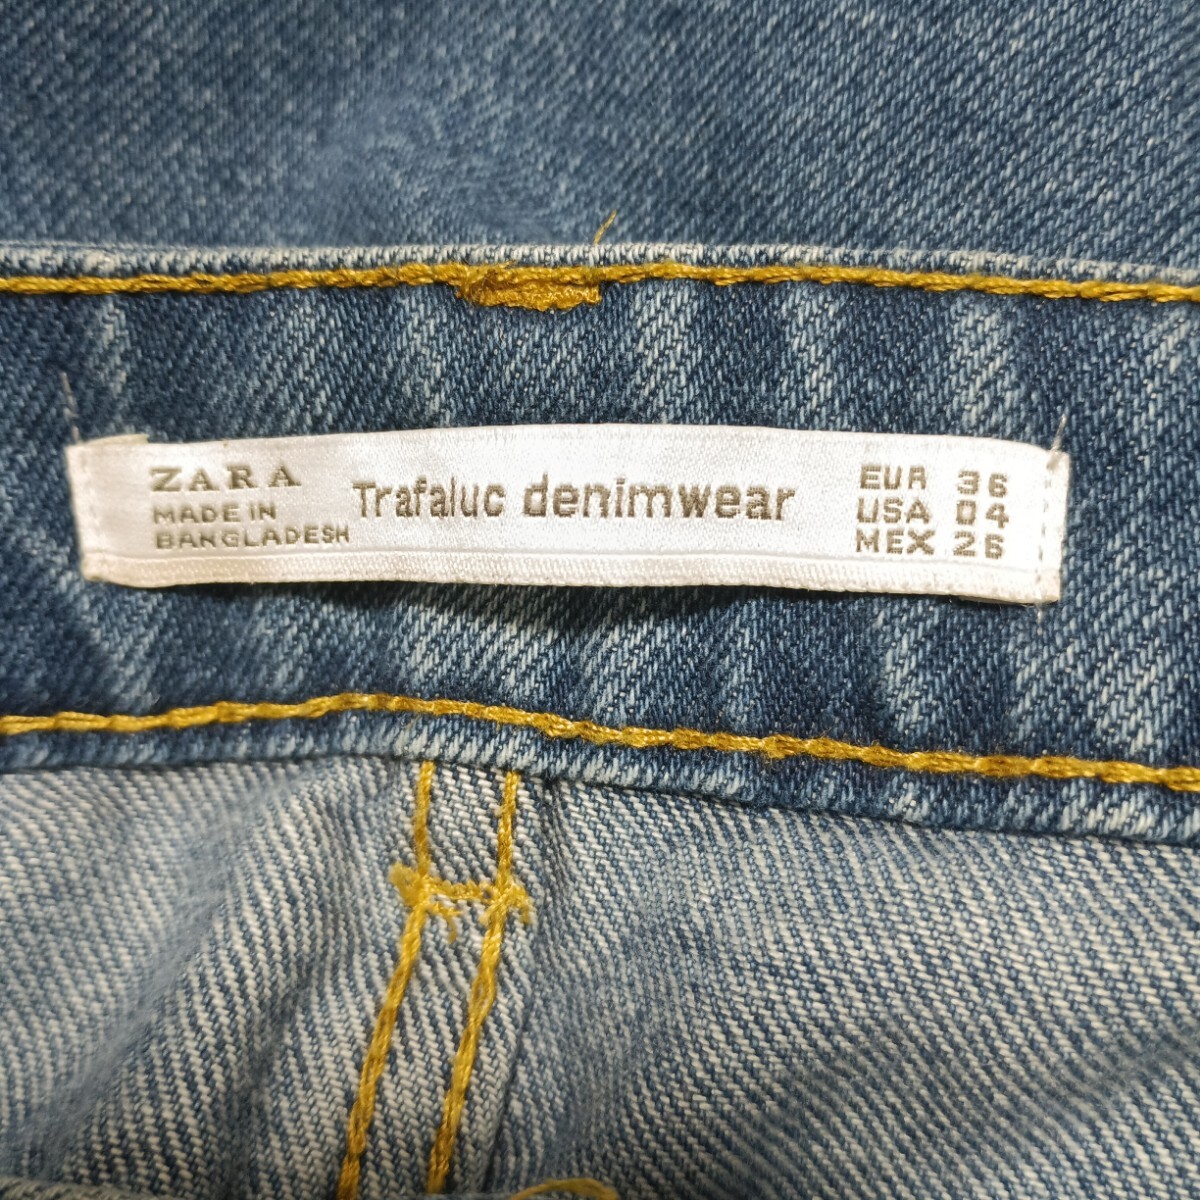 ZARA
MADE IN
BANGLADESH
Trafaluc denimwear
EUR 36
USA 04
MEX 26